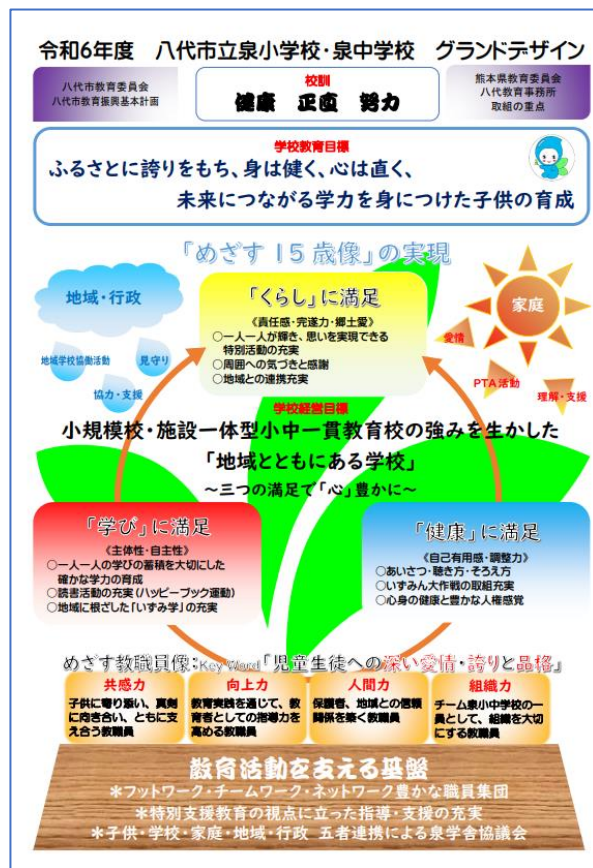 令和6年度 八代市立泉小学校・泉中学校 グランドデザイン
八代市教育委員会
八代市教育振興基本計画
校訓
健康 正直 努力
熊本県教育委員会
八代教育事務所
取組の重点
学校教育目標
ふるさとに誇りをもち、身は健く、心は直く、
未来につながる学力を身につけた子供の育成
「めざす15歳像」の実現
地域・行政
地域学校協働活動
見守り
協力・支援
「くらし」に満足
《責任感・完遂力・郷土愛》
○一人一人が輝き、思いを実現できる
特別活動の充実
○周囲への気づきと感謝
○地域との連携充実
家庭
愛情
PTA活動
理解・支援
学校経営目標
小規模校・施設一体型小中一貫教育校の強みを生かした
「地域とともにある学校」
~三つの満足で「心」豊かに~
「学び」に満足
《主体性・自主性》
○一人一人の学びの蓄積を大切にした
確かな学力の育成
○読書活動の充実(ハッピーブック運動)
○地域に根ざした「いずみ学」の充実
「健康」に満足
《自己有用感・調整力》
○あいさつ・聴き方・そろえ方
○いずみん大作戦の取組充実
○心身の健康と豊かな人権感覚
めざす教職員像:Key Word「児童生徒への深い愛情・誇りと品格」
共感力
子供に寄り添い、真剣
に向き合い、ともに支
え合う教職員
向上力
教育実践を通じて、教
育者としての指導力を
高める教職員
人間力
保護者、地域との信頼
関係を築く教職員
組織力
チーム泉小中学校の一
員として、組織を大切
にする教職員
教育活動を支える基盤
*フットワーク・チームワーク・ネットワーク豊かな職員集団
*特別支援教育の視点に立った指導・支援の充実
*子供・学校・家庭・地域・行政 五者連携による泉学舎協議会